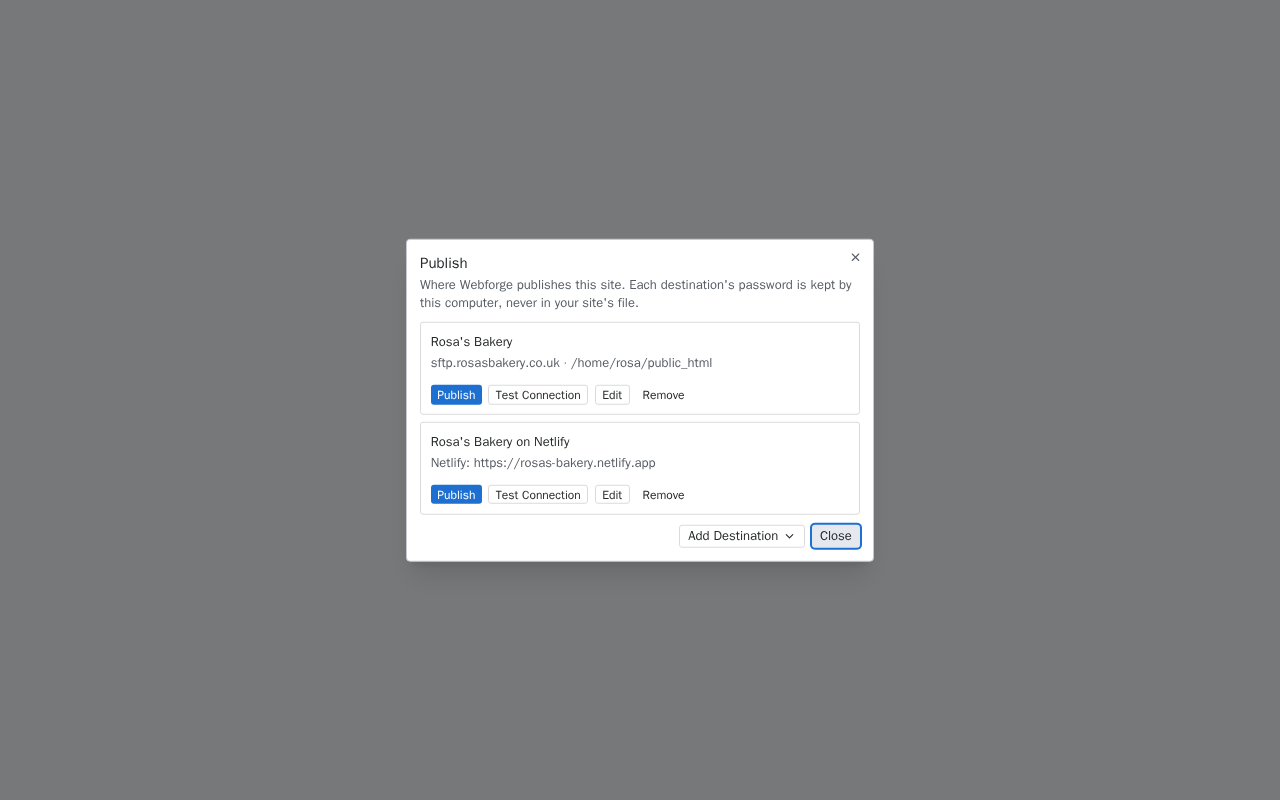 Publish
Where Webforge publishes this site. Each destination's password is kept by
this computer, never in your site's file.
Rosa's Bakery
sftp.rosasbakery.co.uk · /home/rosa/public_html
Publish Test Connection Edit Remove
Rosa's Bakery on Netlify
Netlify: https://rosas-bakery.netlify.app
Publish Test Connection Edit Remove
Add Destination Close